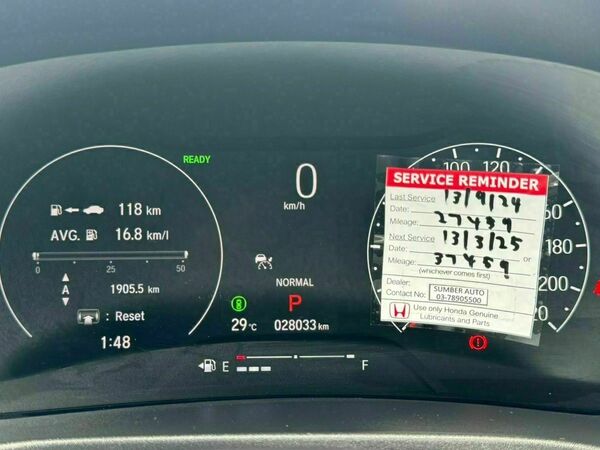 READY
118 km
AVG. 16.8 km/l
0 25 50
A 1905.5 km
: Reset
1:48
0
km/h
NORMAL
P
29°C 028033 km
E F
100 120
180
200
SERVICE REMINDER
Last Service 13/9/24
Date:
Mileage: 27459
Next Service 13/3/25
Date: or
Mileage: 37459
(whichever comes first)
Dealer: SUMBER AUTO
Contact No: 03-78905500
Use only Honda Genuine
Lubricants and Parts